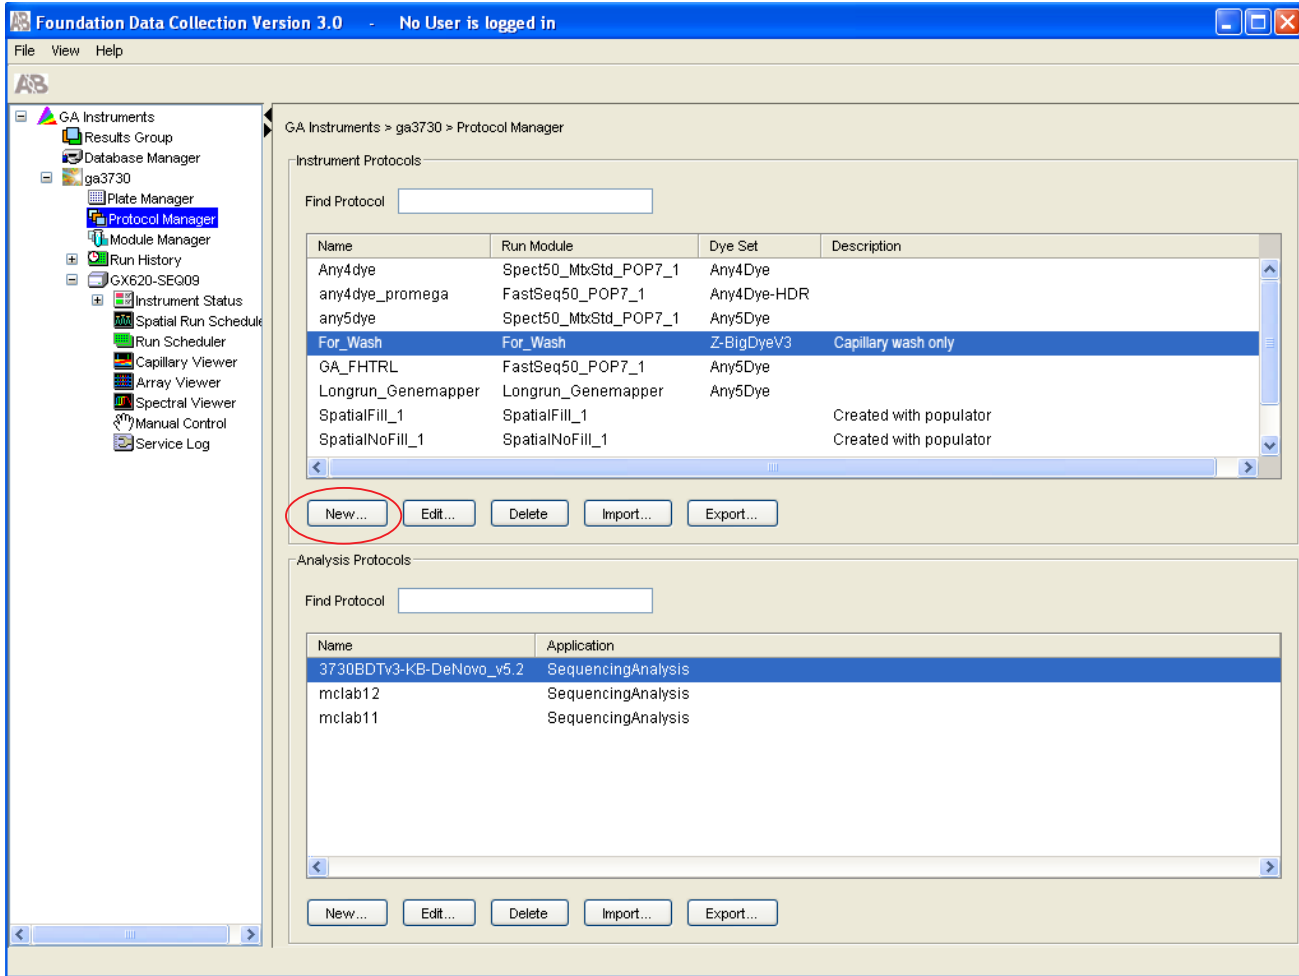 Foundation Data Collection Version 3.0 - No User is logged in
File View Help
AB
GA Instruments
Results Group
Database Manager
ga3730
Plate Manager
Protocol Manager
Module Manager
Run History
GX620-SEQ09
Instrument Status
Spatial Run Schedule
Run Scheduler
Capillary Viewer
Array Viewer
Spectral Viewer
Manual Control
Service Log
GA Instruments > ga3730 > Protocol Manager
Instrument Protocols
Find Protocol
Name Run Module Dye Set Description
Any4dye Spect50_MtxStd_POP7_1 Any4Dye
any4dye_promega FastSeq50_POP7_1 Any4Dye-HDR
any5dye Spect50_MtxStd_POP7_1 Any5Dye
For_Wash For_Wash Z-BigDyeV3 Capillary wash only
GA_FHTRL FastSeq50_POP7_1 Any5Dye
Longrun_Genemapper Longrun_Genemapper Any5Dye
SpatialFill_1 SpatialFill_1 Created with populator
SpatialNoFill_1 SpatialNoFill_1 Created with populator
New... Edit... Delete Import... Export...
Analysis Protocols
Find Protocol
Name Application
3730BDTv3-KB-DeNovo_v5.2 SequencingAnalysis
mclab12 SequencingAnalysis
mclab11 SequencingAnalysis
New... Edit... Delete Import... Export...